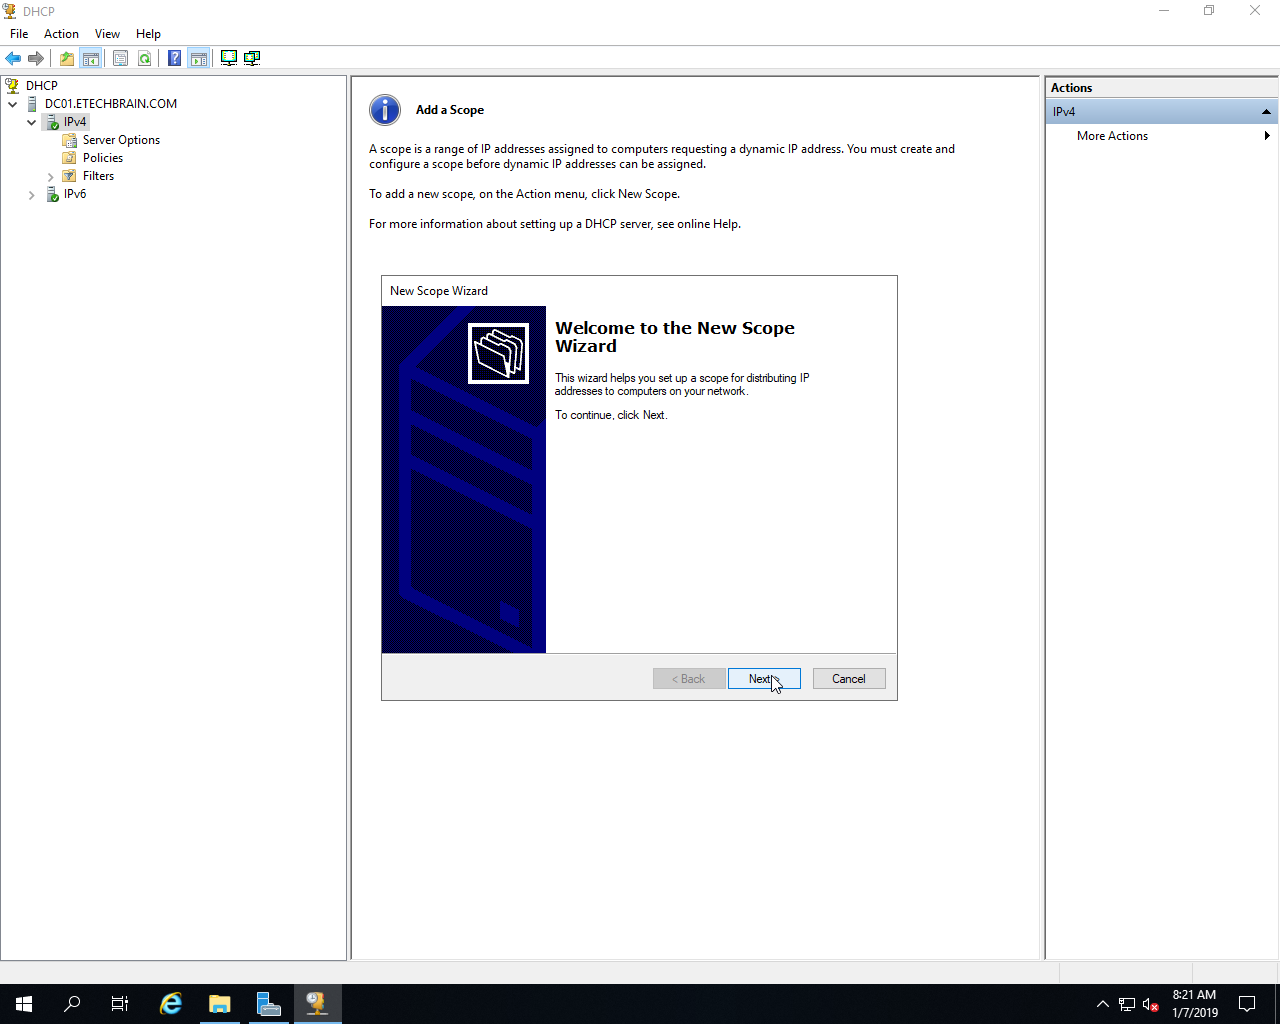 DHCP
File Action View Help
DHCP
DC01.ETECHBRAIN.COM
IPv4
Server Options
Policies
Filters
IPv6
Add a Scope
A scope is a range of IP addresses assigned to computers requesting a dynamic IP address. You must create and
configure a scope before dynamic IP addresses can be assigned.
To add a new scope, on the Action menu, click New Scope.
For more information about setting up a DHCP server, see online Help.
New Scope Wizard
Welcome to the New Scope
Wizard
This wizard helps you set up a scope for distributing IP
addresses to computers on your network.
To continue, click Next.
< Back Next > Cancel
Actions
IPv4
More Actions
8:21 AM
1/7/2019